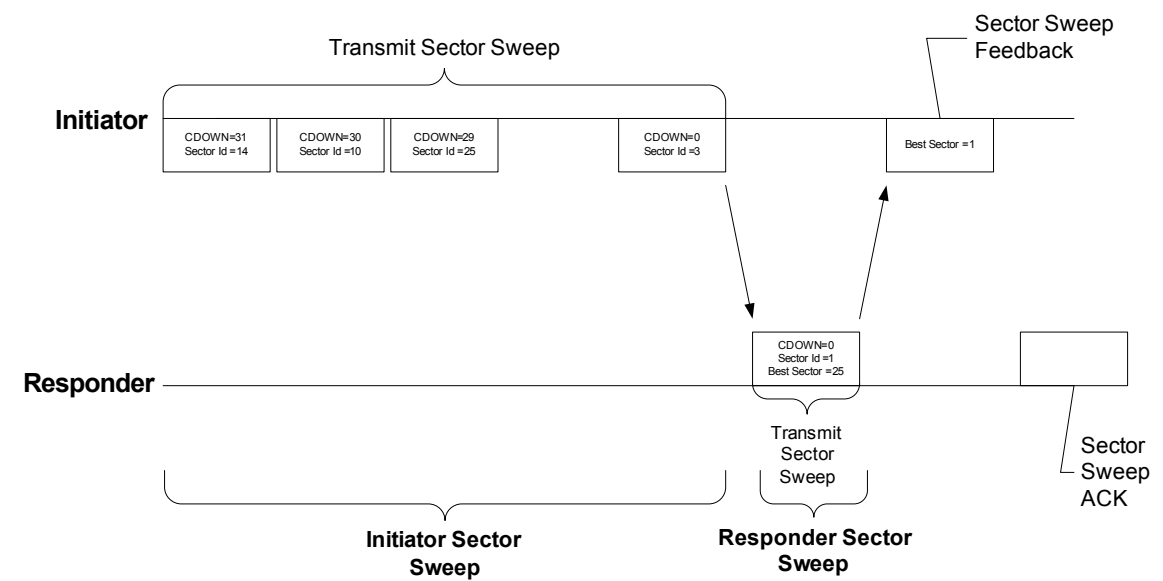 Transmit Sector Sweep
Sector Sweep
Feedback
Initiator
CDOWN=31
Sector Id =14
CDOWN=30
Sector Id =10
CDOWN=29
Sector Id =25
CDOWN=0
Sector Id =3
Best Sector =1
CDOWN=0
Sector Id =1
Best Sector =25
Responder
Transmit
Sector
Sweep
Sector
Sweep
ACK
Initiator Sector
Sweep
Responder Sector
Sweep